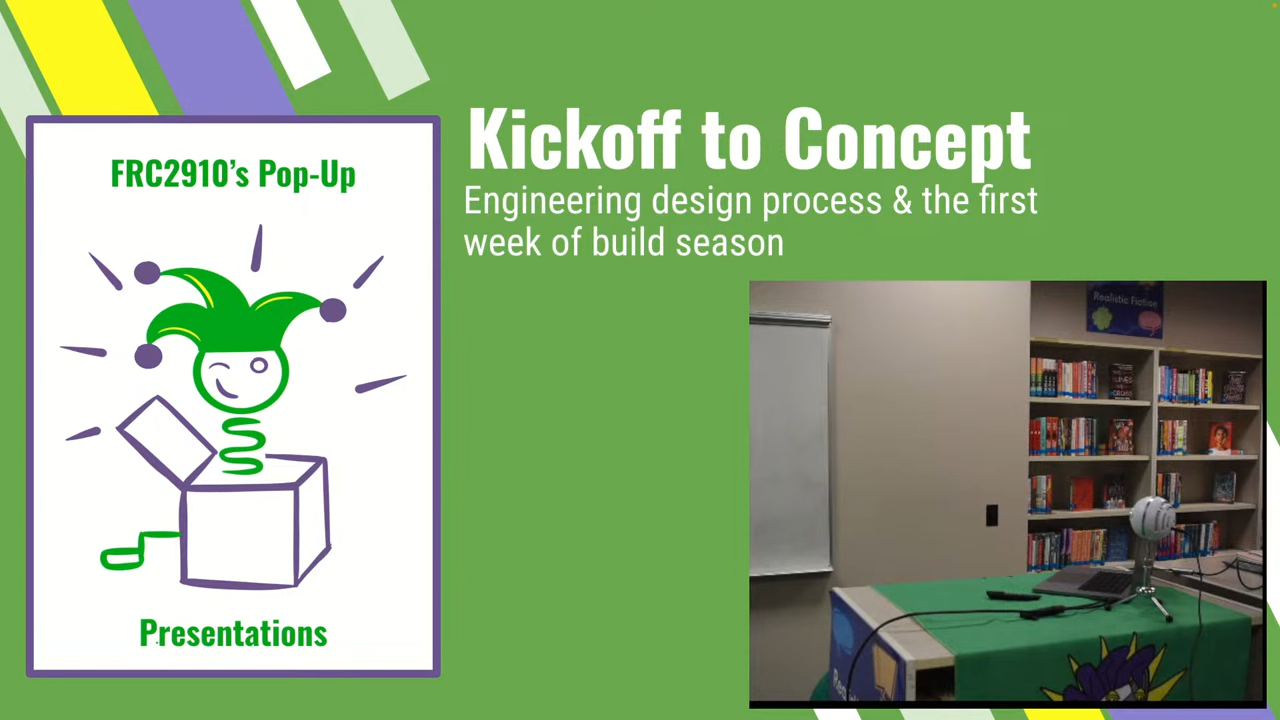 FRC2910's Pop-Up
Presentations
Kickoff to Concept
Engineering design process & the first
week of build season
Realistic Fiction